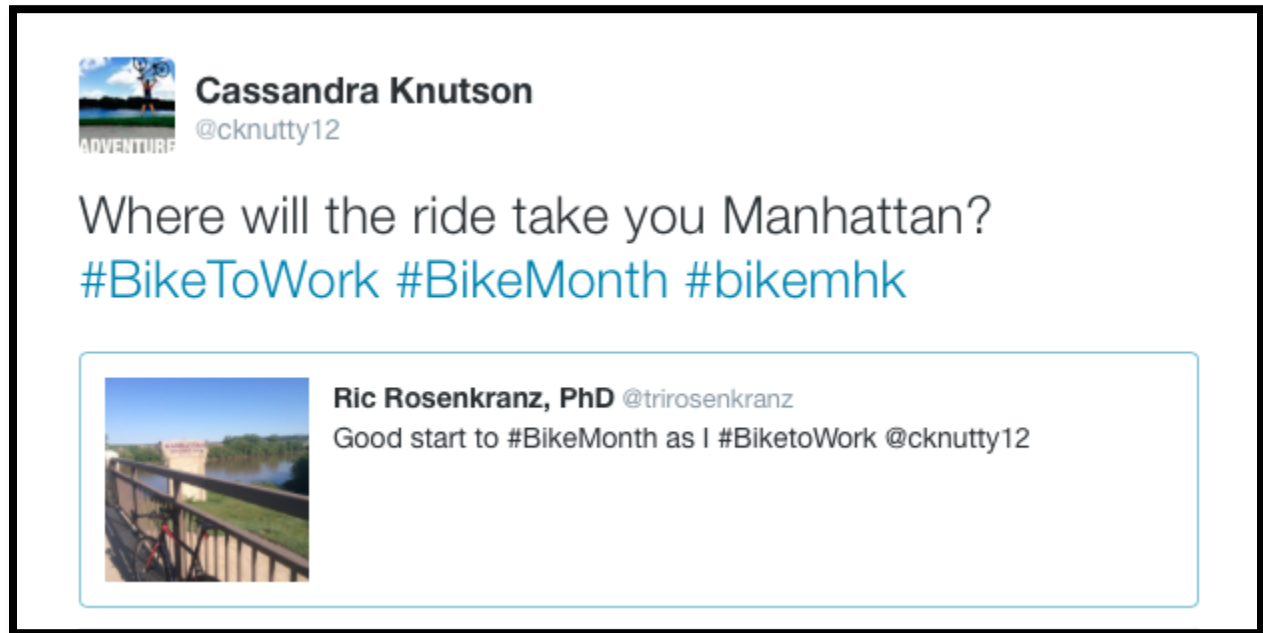 ADVENTURE
Cassandra Knutson
@cknutty12
Where will the ride take you Manhattan?
#BikeToWork #BikeMonth #bikemhk
Ric Rosenkranz, PhD @trirosenkranz
Good start to #BikeMonth as I #BiketoWork @cknutty12